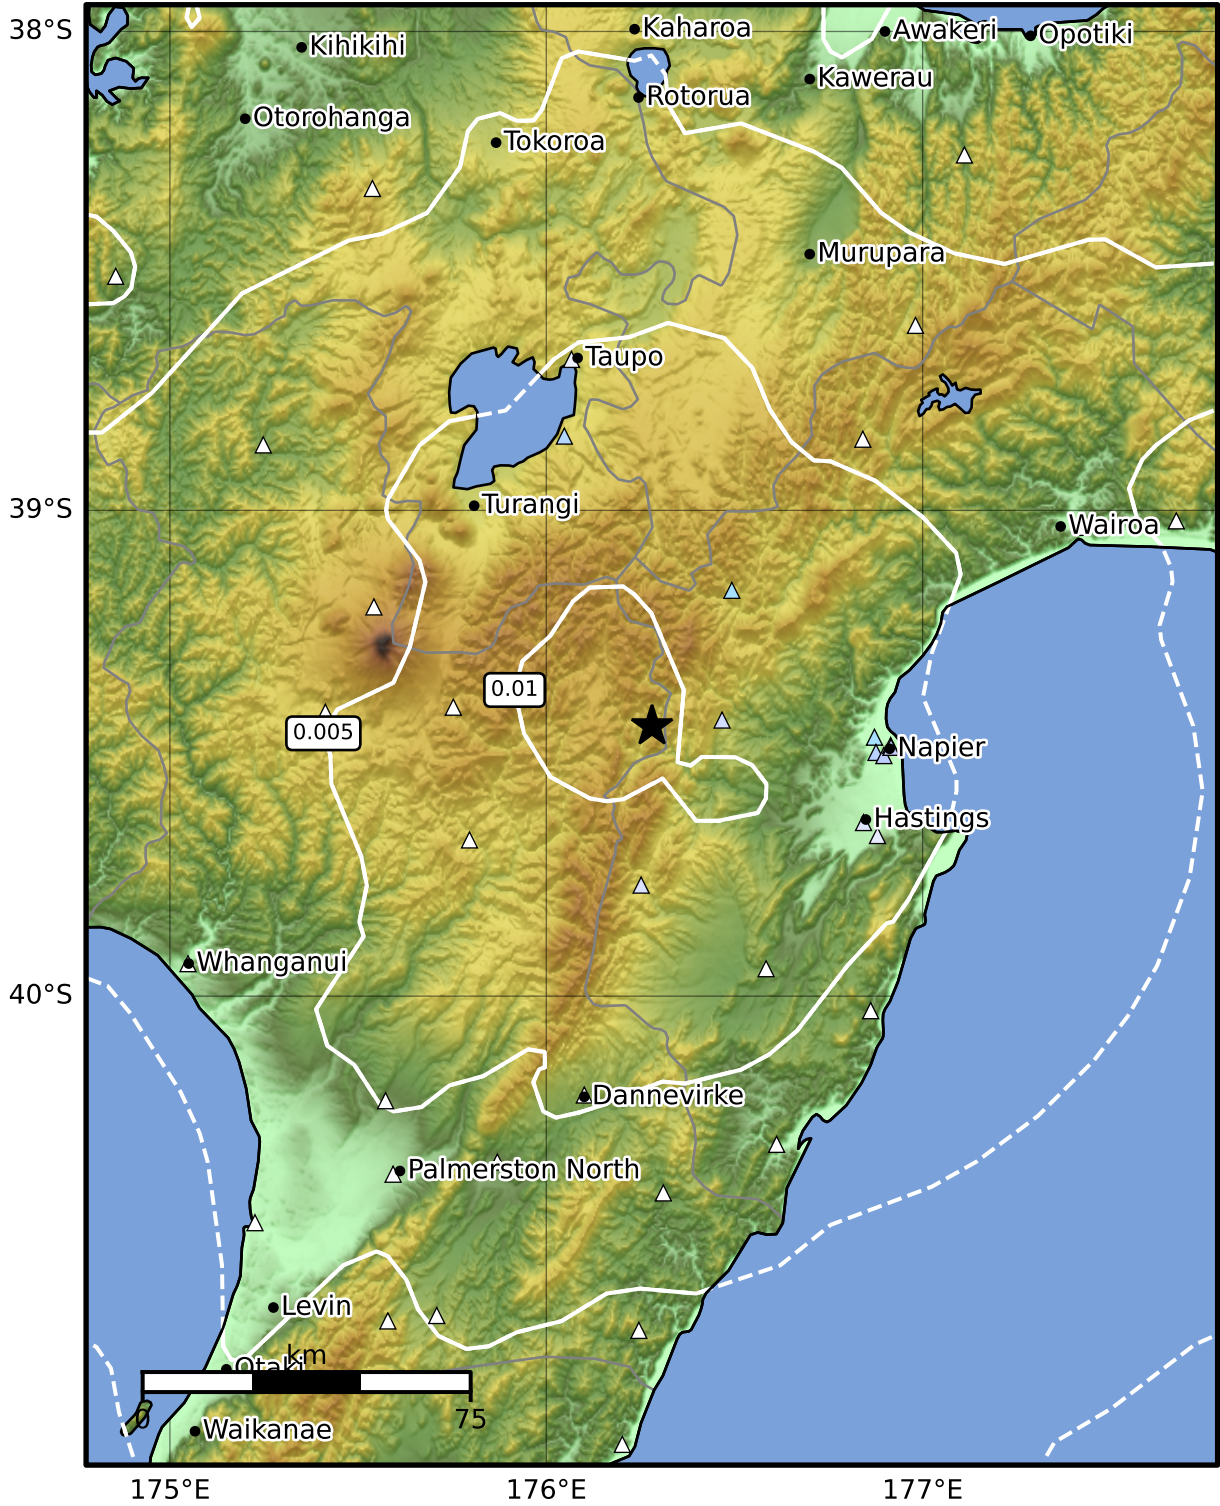 38°S
Kaharoa
Awakeri
Opotiki
Kihikihi
Kawerau
Rotorua
Otorohanga
Tokoroa
Murupara
Taupo
39°S
Turangi
Wairoa
0.01
0.005
Napier
Hastings
Whanganui
40°S
Dannevirke
Palmerston North
Levin
km
Otaki
0
75
Waikanae
175°E
176°E
177°E